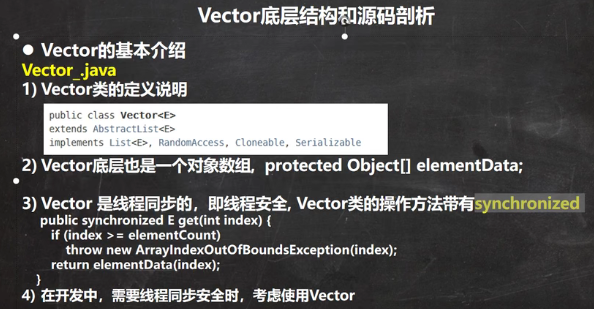 Vector底层结构和源码剖析
● Vector的基本介绍
Vector_.java
1) Vector类的定义说明
public class Vector<E>
extends AbstractList<E>
implements List<E>, RandomAccess, Cloneable, Serializable
2) Vector底层也是一个对象数组, protected Object[] elementData;
3) Vector 是线程同步的，即线程安全, Vector类的操作方法带有synchronized
public synchronized E get(int index) {
if (index >= elementCount)
throw new ArrayIndexOutOfBoundsException(index);
return elementData(index);
}
4) 在开发中，需要线程同步安全时，考虑使用Vector